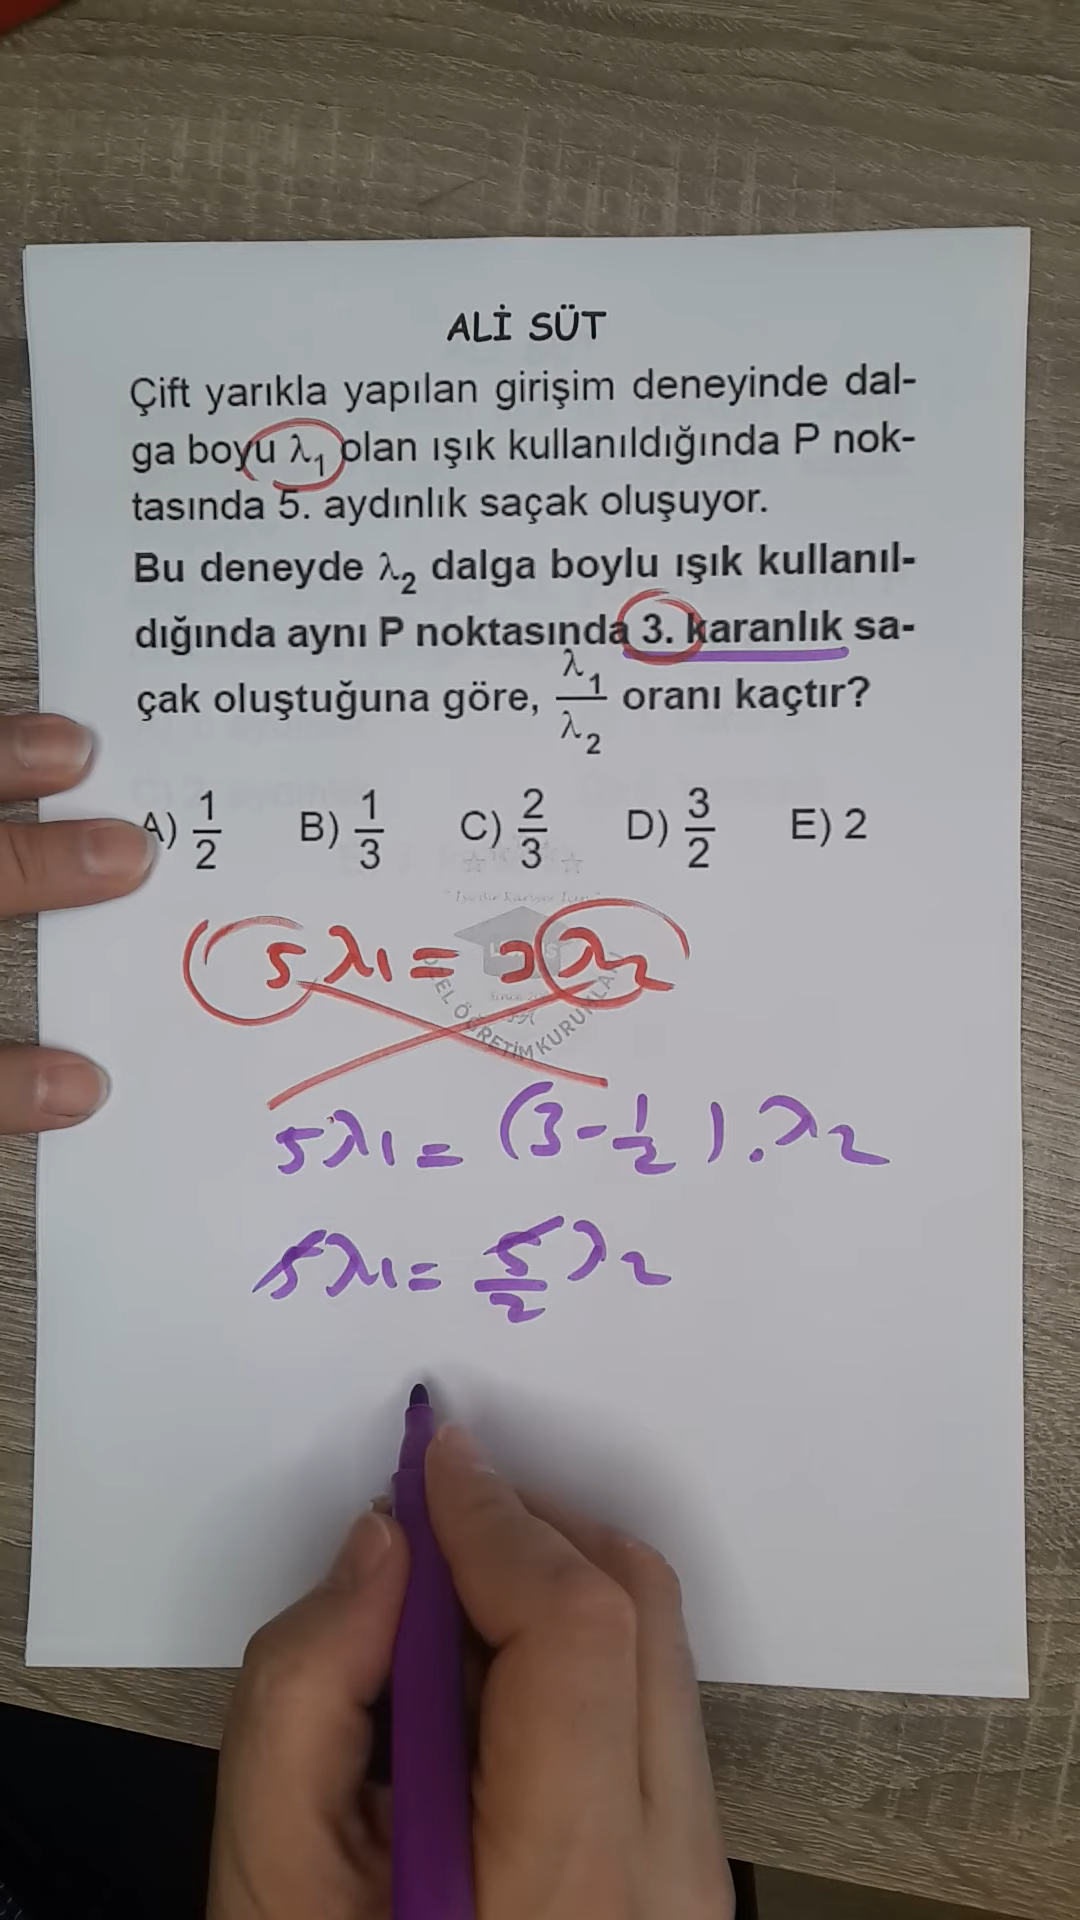 ALİ SÜT
Çift yarıkla yapılan girişim deneyinde dal-
ga boyu λ₁ olan ışık kullanıldığında P nok-
tasında 5. aydınlık saçak oluşuyor.
Bu deneyde λ₂ dalga boylu ışık kullanıl-
dığında aynı P noktasında 3. karanlık sa-
çak oluştuğuna göre, λ₁/λ₂ oranı kaçtır?
A) 1/2 B) 1/3 C) 2/3 D) 3/2 E) 2
5λ₁ = λ₂
ÖĞRETİM KURUMLARI
5λ₁ = (3 - 1/2).λ₂
5λ₁ = 5/2 λ₂